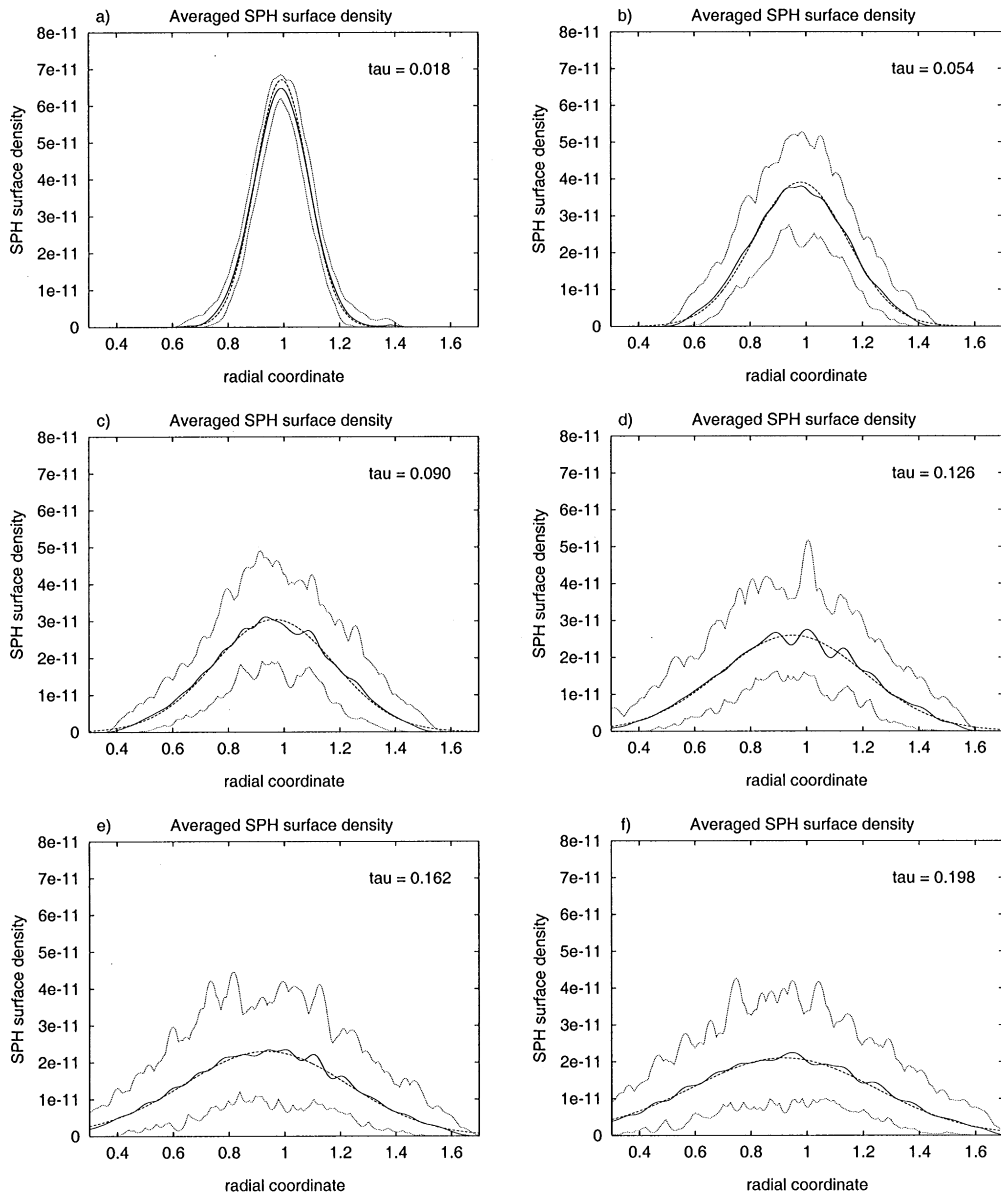 a) Averaged SPH surface density
8e-11
7e-11
6e-11
5e-11
4e-11
3e-11
2e-11
1e-11
0
SPH surface density
tau = 0.018
0.4 0.6 0.8 1 1.2 1.4 1.6
radial coordinate
b) Averaged SPH surface density
8e-11
7e-11
6e-11
5e-11
4e-11
3e-11
2e-11
1e-11
0
SPH surface density
tau = 0.054
0.4 0.6 0.8 1 1.2 1.4 1.6
radial coordinate
c) Averaged SPH surface density
8e-11
7e-11
6e-11
5e-11
4e-11
3e-11
2e-11
1e-11
0
SPH surface density
tau = 0.090
0.4 0.6 0.8 1 1.2 1.4 1.6
radial coordinate
d) Averaged SPH surface density
8e-11
7e-11
6e-11
5e-11
4e-11
3e-11
2e-11
1e-11
0
SPH surface density
tau = 0.126
0.4 0.6 0.8 1 1.2 1.4 1.6
radial coordinate
e) Averaged SPH surface density
8e-11
7e-11
6e-11
5e-11
4e-11
3e-11
2e-11
1e-11
0
SPH surface density
tau = 0.162
0.4 0.6 0.8 1 1.2 1.4 1.6
radial coordinate
f) Averaged SPH surface density
8e-11
7e-11
6e-11
5e-11
4e-11
3e-11
2e-11
1e-11
0
SPH surface density
tau = 0.198
0.4 0.6 0.8 1 1.2 1.4 1.6
radial coordinate